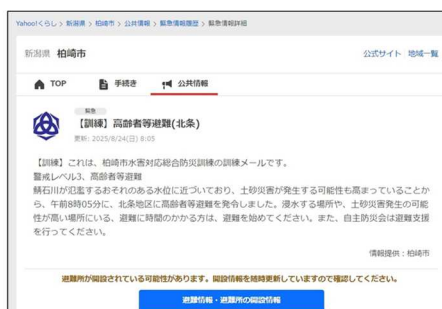 Yahoo!くらし > 新潟県 > 柏崎市 > 公共情報 > 緊急情報履歴 > 緊急情報詳細
新潟県 柏崎市
公式サイト 地域一覧
TOP 手続き 公共情報
緊急
【訓練】高齢者等避難(北条)
更新: 2025/8/24(日) 8:05
【訓練】これは、柏崎市水害対応総合防災訓練の訓練メールです。
警戒レベル3、高齢者等避難
鯖石川が氾濫するおそれのある水位に近づいており、土砂災害が発生する可能性も高まっていることか
ら、午前8時05分に、北条地区に高齢者等避難を発令しました。浸水する場所や、土砂災害発生の可能
性が高い場所にいる、避難に時間のかかる方は、避難を始めてください。また、自主防災会は避難支援
を行ってください。
情報提供：柏崎市
避難所が開設されている可能性があります。開設情報を随時更新していますので確認してください。
避難情報・避難所の開設情報